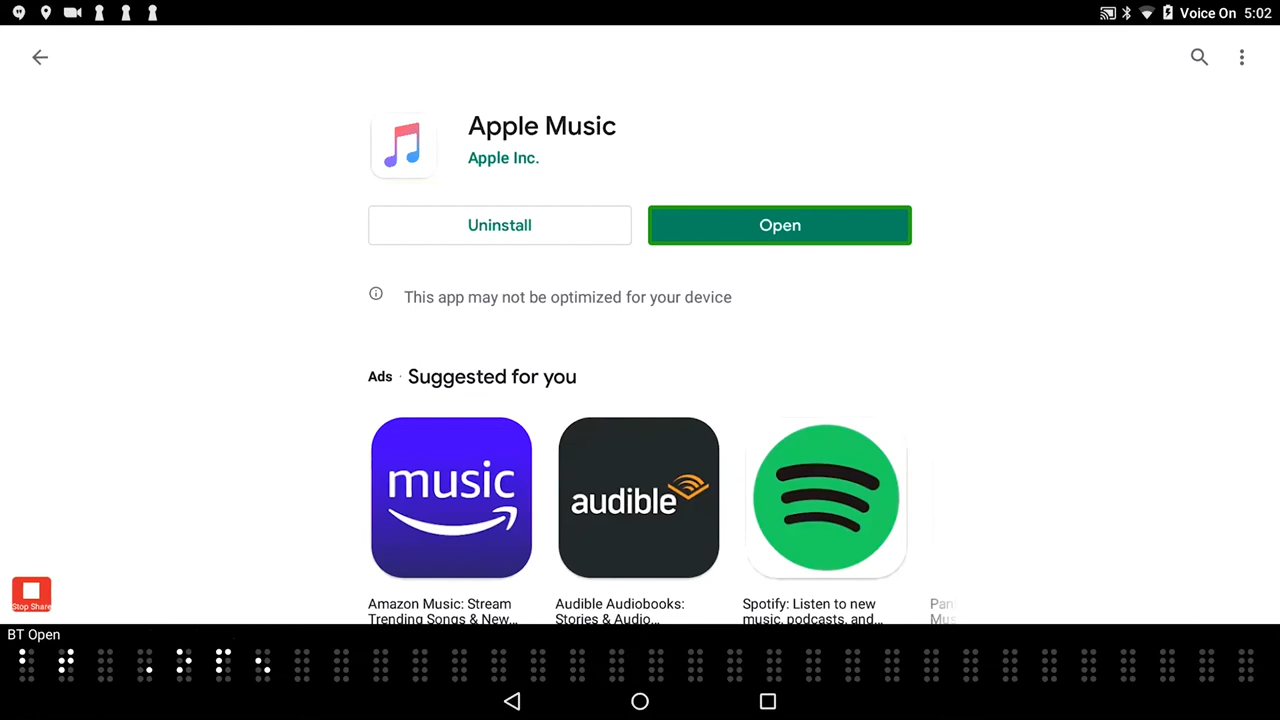 Voice On 5:02
Apple Music
Apple Inc.
Uninstall
Open
This app may not be optimized for your device
Ads · Suggested for you
music
audible
Amazon Music: Stream
Trending Songs & New...
Audible Audiobooks:
Stories & Audio...
Spotify: Listen to new
music, podcasts, and...
Pan
Mus
Stop Share
BT Open